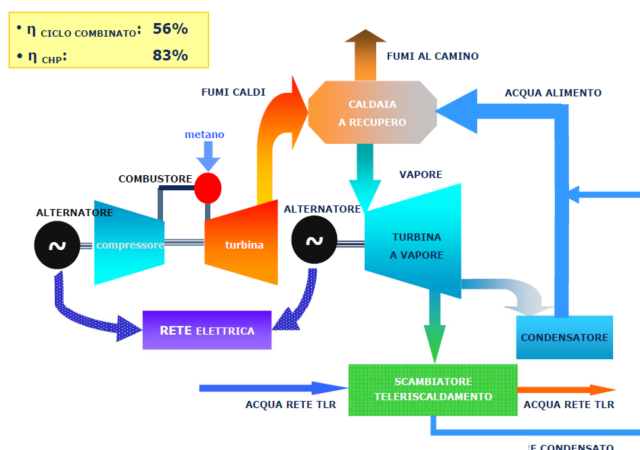 • η CICLO COMBINATO: 56%
• η CHP: 83%
FUMI AL CAMINO
FUMI CALDI
CALDAIA
A RECUPERO
ACQUA ALIMENTO
metano
COMBUSTORE
VAPORE
ALTERNATORE
ALTERNATORE
~
compressore
turbina
~
TURBINA
A VAPORE
RETE ELETTRICA
CONDENSATORE
SCAMBIATORE
TELERISCALDAMENTO
ACQUA RETE TLR
ACQUA RETE TLR
CONDENSATO